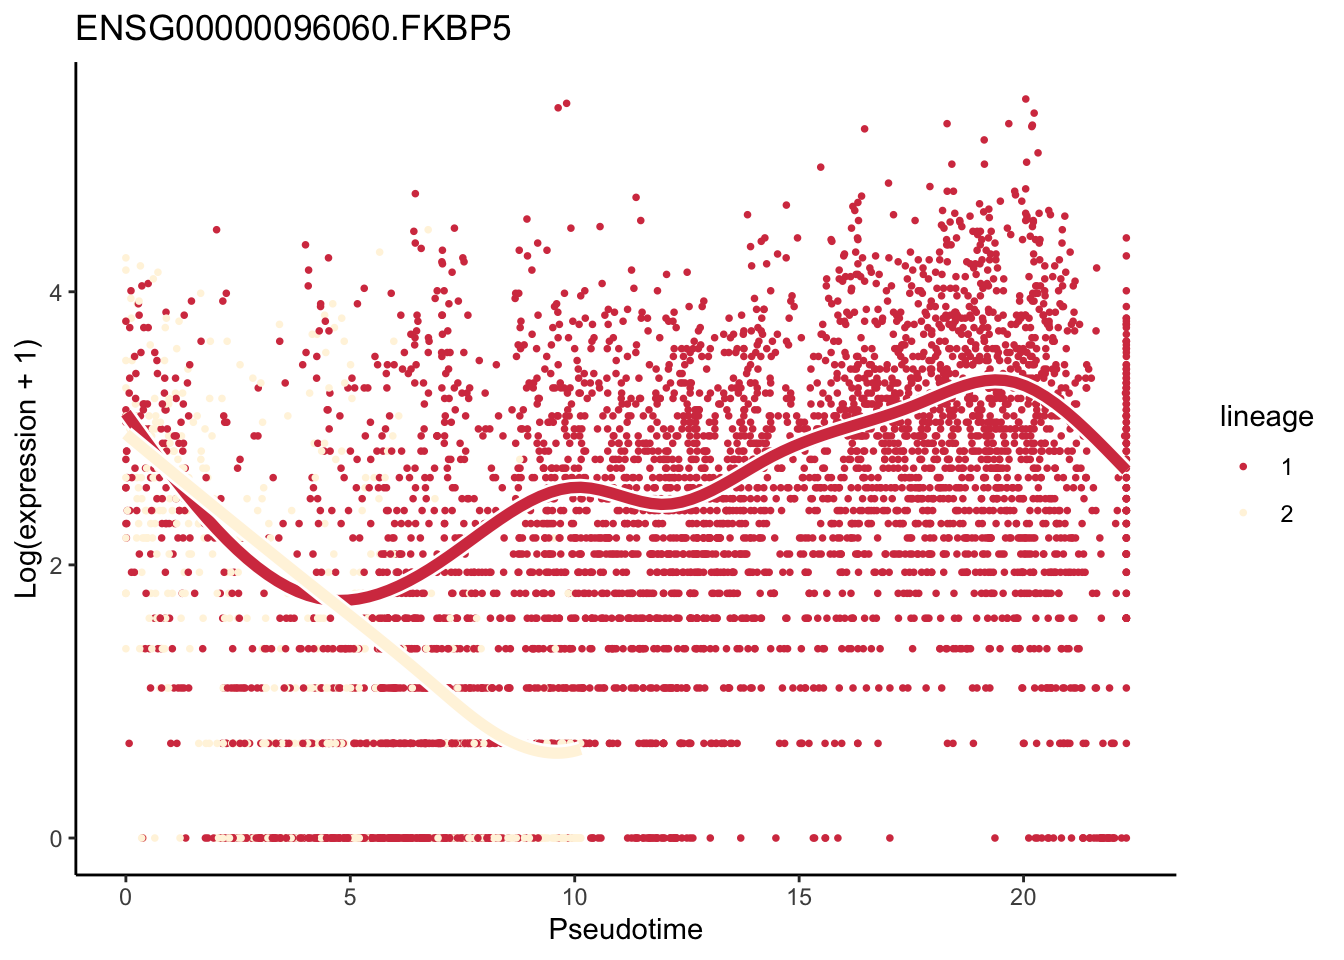 ENSG00000096060.FKBP5
Log(expression + 1)
4
2
0
0 5 10 15 20
Pseudotime
lineage
1
2